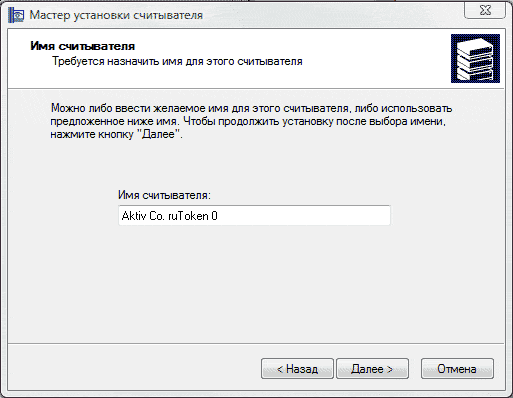 Мастер установки считывателя
Имя считывателя
Требуется назначить имя для этого считывателя
Можно либо ввести желаемое имя для этого считывателя, либо использовать
предложенное ниже имя. Чтобы продолжить установку после выбора имени,
нажмите кнопку "Далее".
Имя считывателя:
Aktiv Co. ruToken 0
< Назад Далее > Отмена